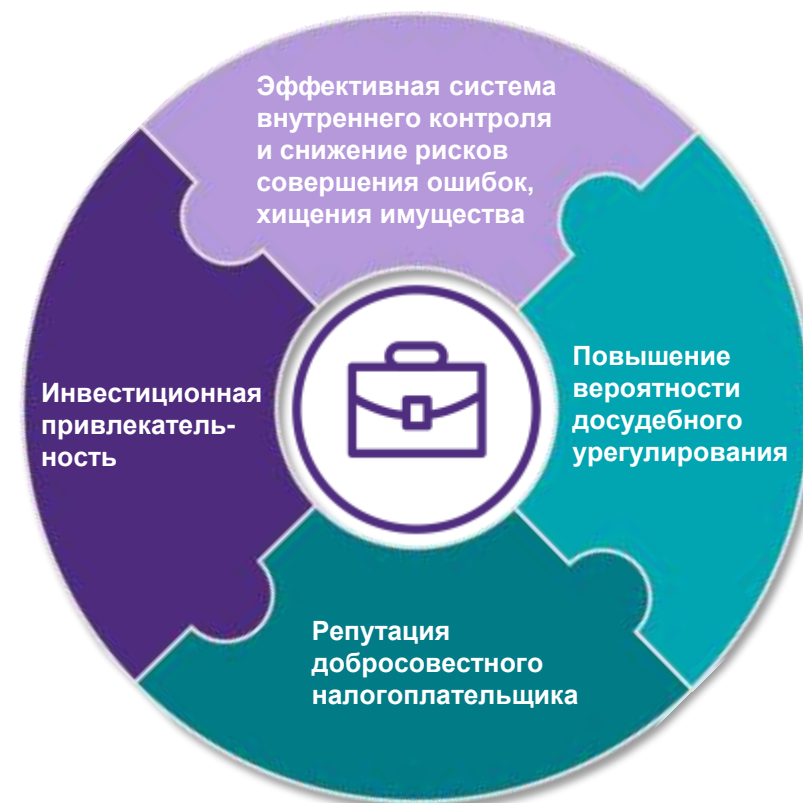 Эффективная система
внутреннего контроля
и снижение рисков
совершения ошибок,
хищения имущества
Повышение
вероятности
досудебного
урегулирования
Инвестиционная
привлекатель-
ность
Репутация
добросовестного
налогоплательщика